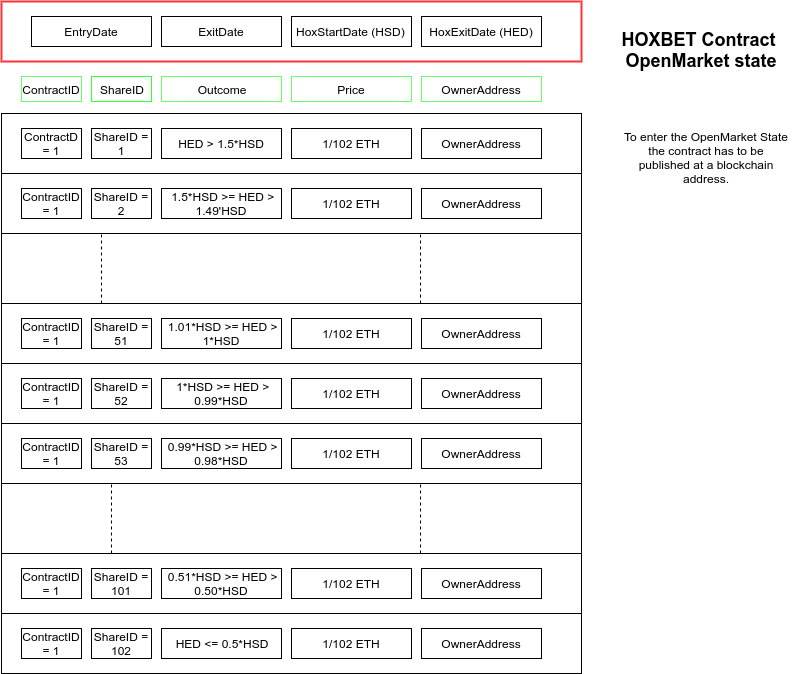 EntryDate
ExitDate
HoxStartDate (HSD)
HoxExitDate (HED)
HOXBET Contract
OpenMarket state
ContractID
ShareID
Outcome
Price
OwnerAddress
To enter the OpenMarket State
the contract has to be
published at a blockchain
address.
ContractD
= 1
ShareID =
1
HED > 1.5*HSD
1/102 ETH
OwnerAddress
ContractID
= 1
ShareID =
2
1.5*HSD >= HED >
1.49'HSD
1/102 ETH
OwnerAddress
ContractID
= 1
ShareID =
51
1.01*HSD >= HED >
1*HSD
1/102 ETH
OwnerAddress
ContractID
= 1
ShareID =
52
1*HSD >= HED >
0.99*HSD
1/102 ETH
OwnerAddress
ContractID
= 1
ShareID =
53
0.99*HSD >= HED >
0.98*HSD
1/102 ETH
OwnerAddress
ContractID
= 1
ShareID =
101
0.51*HSD >= HED >
0.50*HSD
1/102 ETH
OwnerAddress
ContractID
= 1
ShareID =
102
HED <= 0.5*HSD
1/102 ETH
OwnerAddress